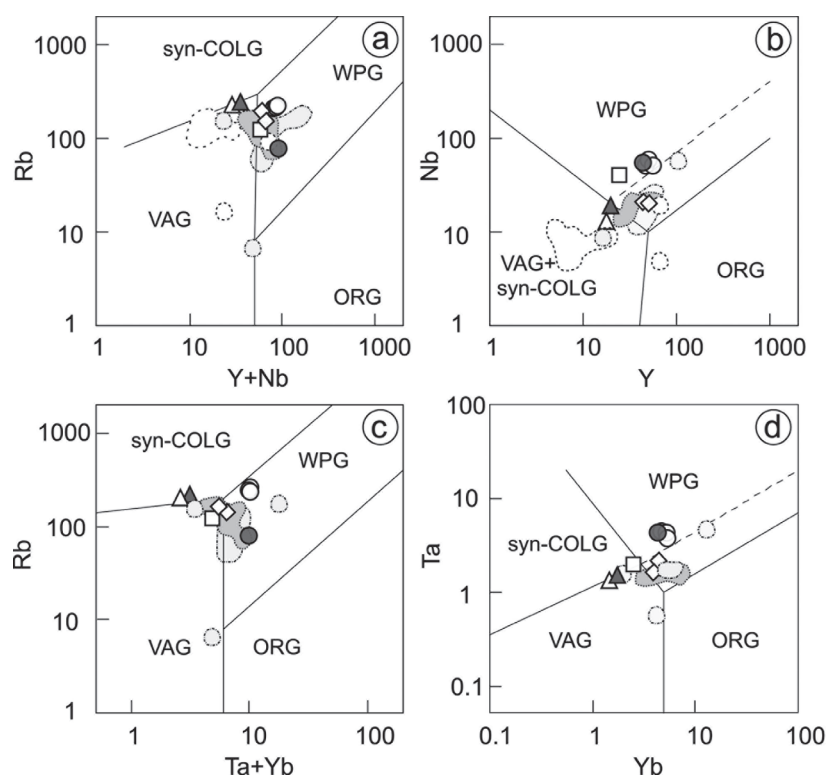 a
1000
100
10
1
Rb
syn-COLG
WPG
VAG
ORG
1
10
100
1000
Y+Nb
b
1000
100
10
1
Nb
WPG
VAG+
syn-COLG
ORG
1
10
100
1000
Y
c
1000
100
10
1
Rb
syn-COLG
WPG
VAG
ORG
1
10
100
Ta+Yb
d
100
10
1
0.1
Ta
WPG
syn-COLG
VAG
ORG
0.1
1
10
100
Yb